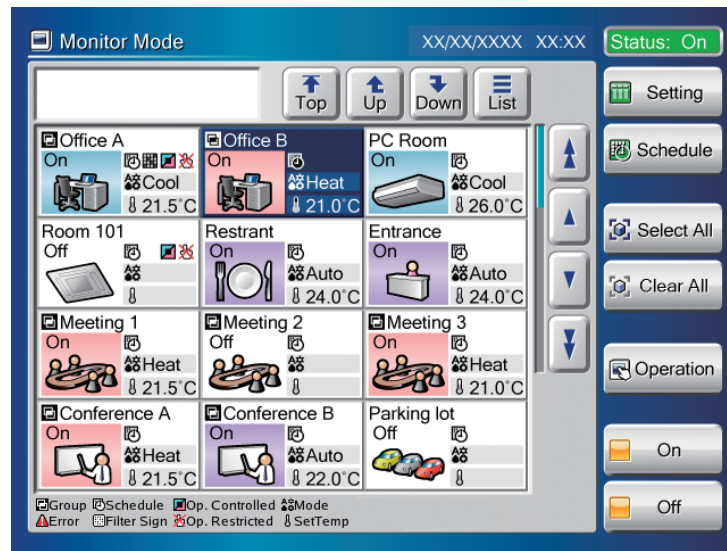 Monitor Mode XX/XX/XXXX XX:XX Status: On
Top Up Down List
Setting
Schedule
Select All
Clear All
Operation
On
Off
Office A
On
Cool
21.5°C
Office B
On
Heat
21.0°C
PC Room
On
Cool
26.0°C
Room 101
Off
Restrant
On
Auto
24.0°C
Entrance
On
Auto
24.0°C
Meeting 1
On
Heat
21.5°C
Meeting 2
Off
Meeting 3
On
Heat
21.0°C
Conference A
On
Heat
21.5°C
Conference B
On
Auto
22.0°C
Parking lot
Off
Group Schedule Op. Controlled Mode
Error Filter Sign Op. Restricted SetTemp